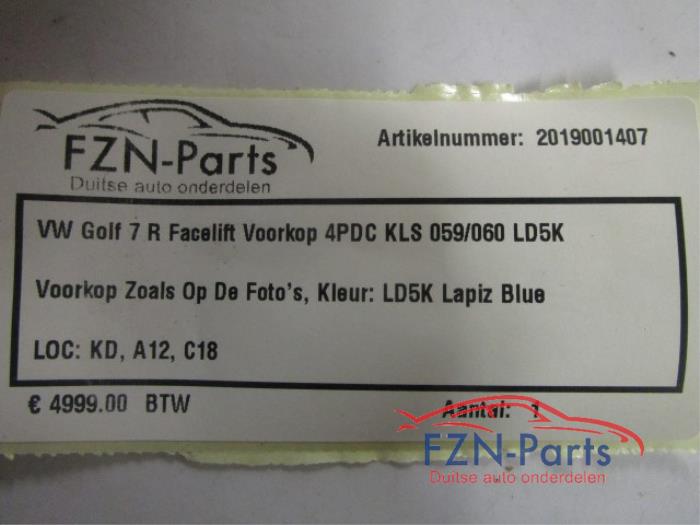 FZN-Parts
Duitse auto onderdelen
Artikelnummer: 2019001407
VW Golf 7 R Facelift Voorkop 4PDC KLS 059/060 LD5K
Voorkop Zoals Op De Foto's, Kleur: LD5K Lapiz Blue
LOC: KD, A12, C18
€ 4999.00 BTW
Aantal: 1
FZN-Parts
Duitse auto onderdelen